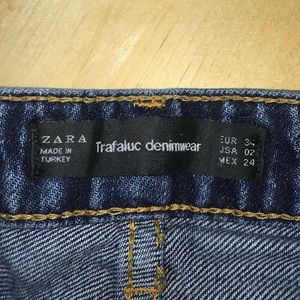 ZARA
MADE IN
TURKEY
Trafaluc denimwear
EUR 34
USA 02
MEX 24